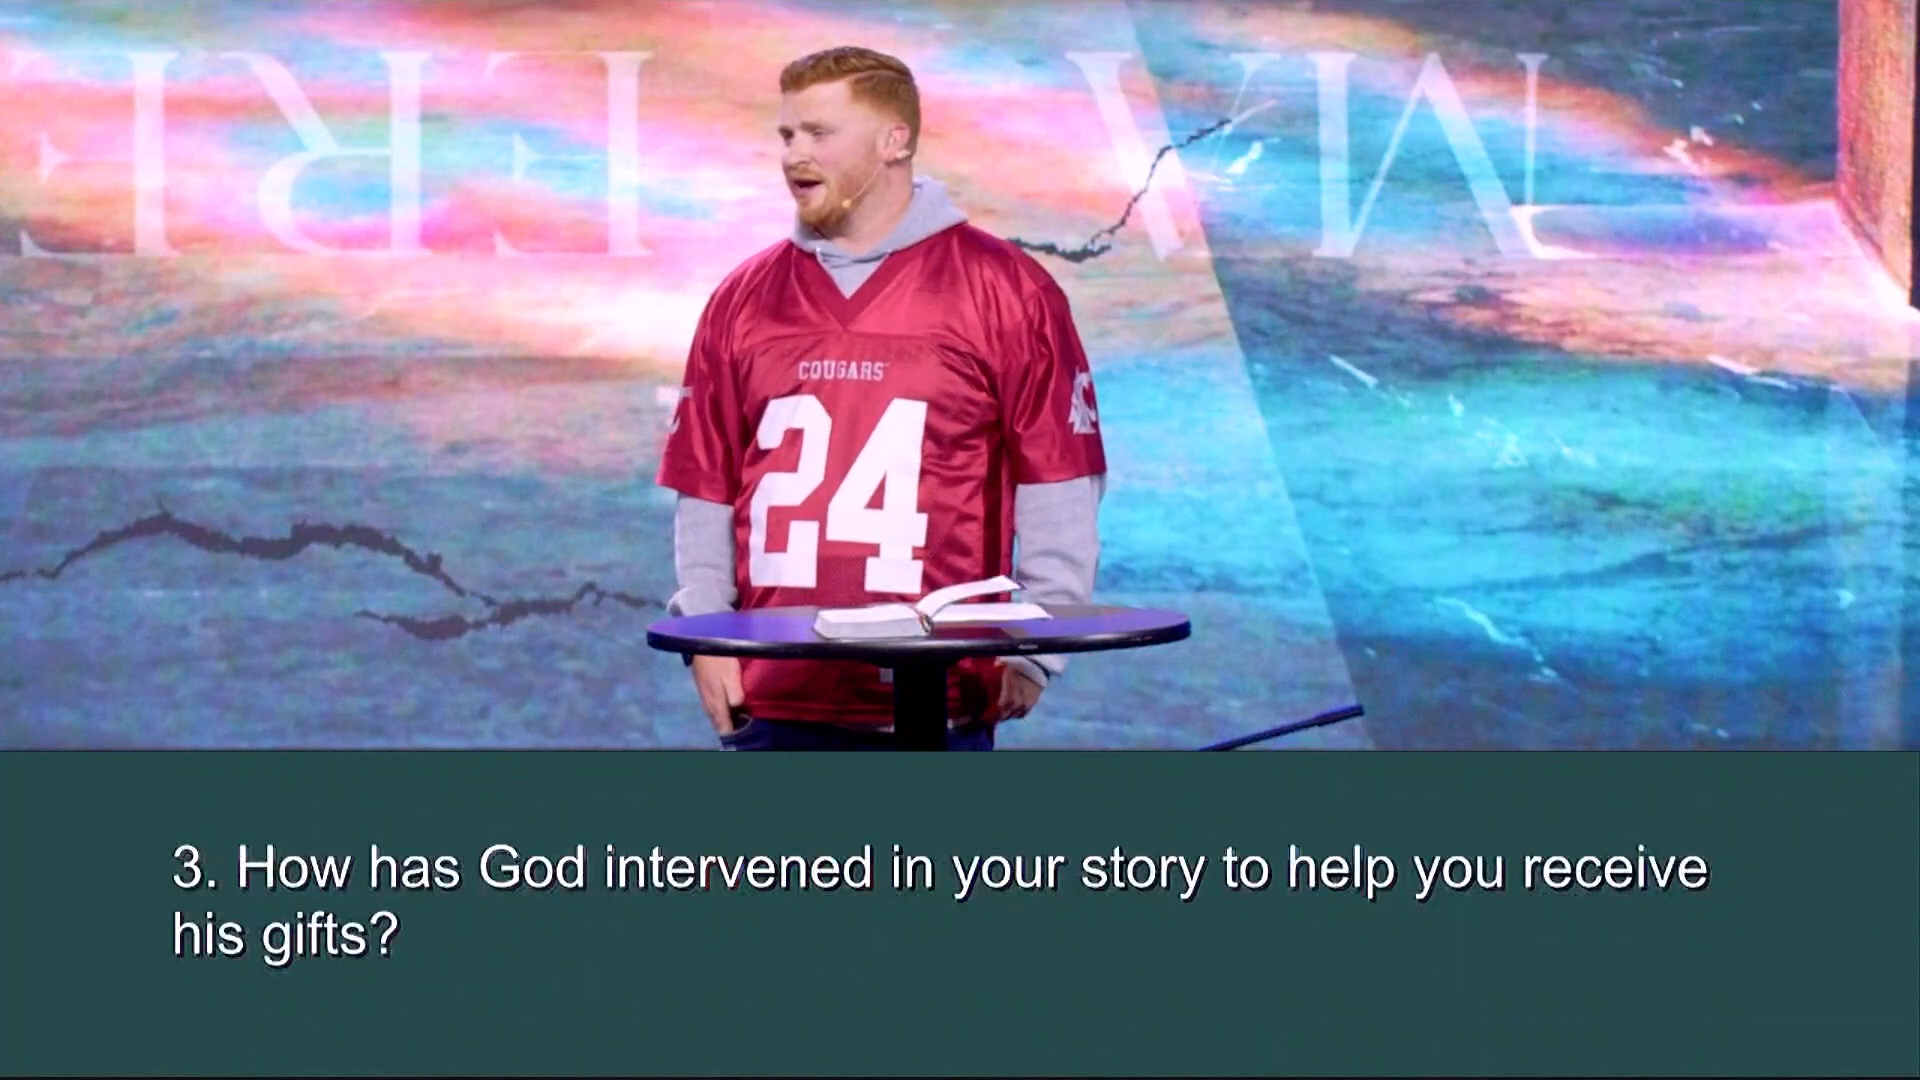 COUGARS
24
3. How has God intervened in your story to help you receive
his gifts?